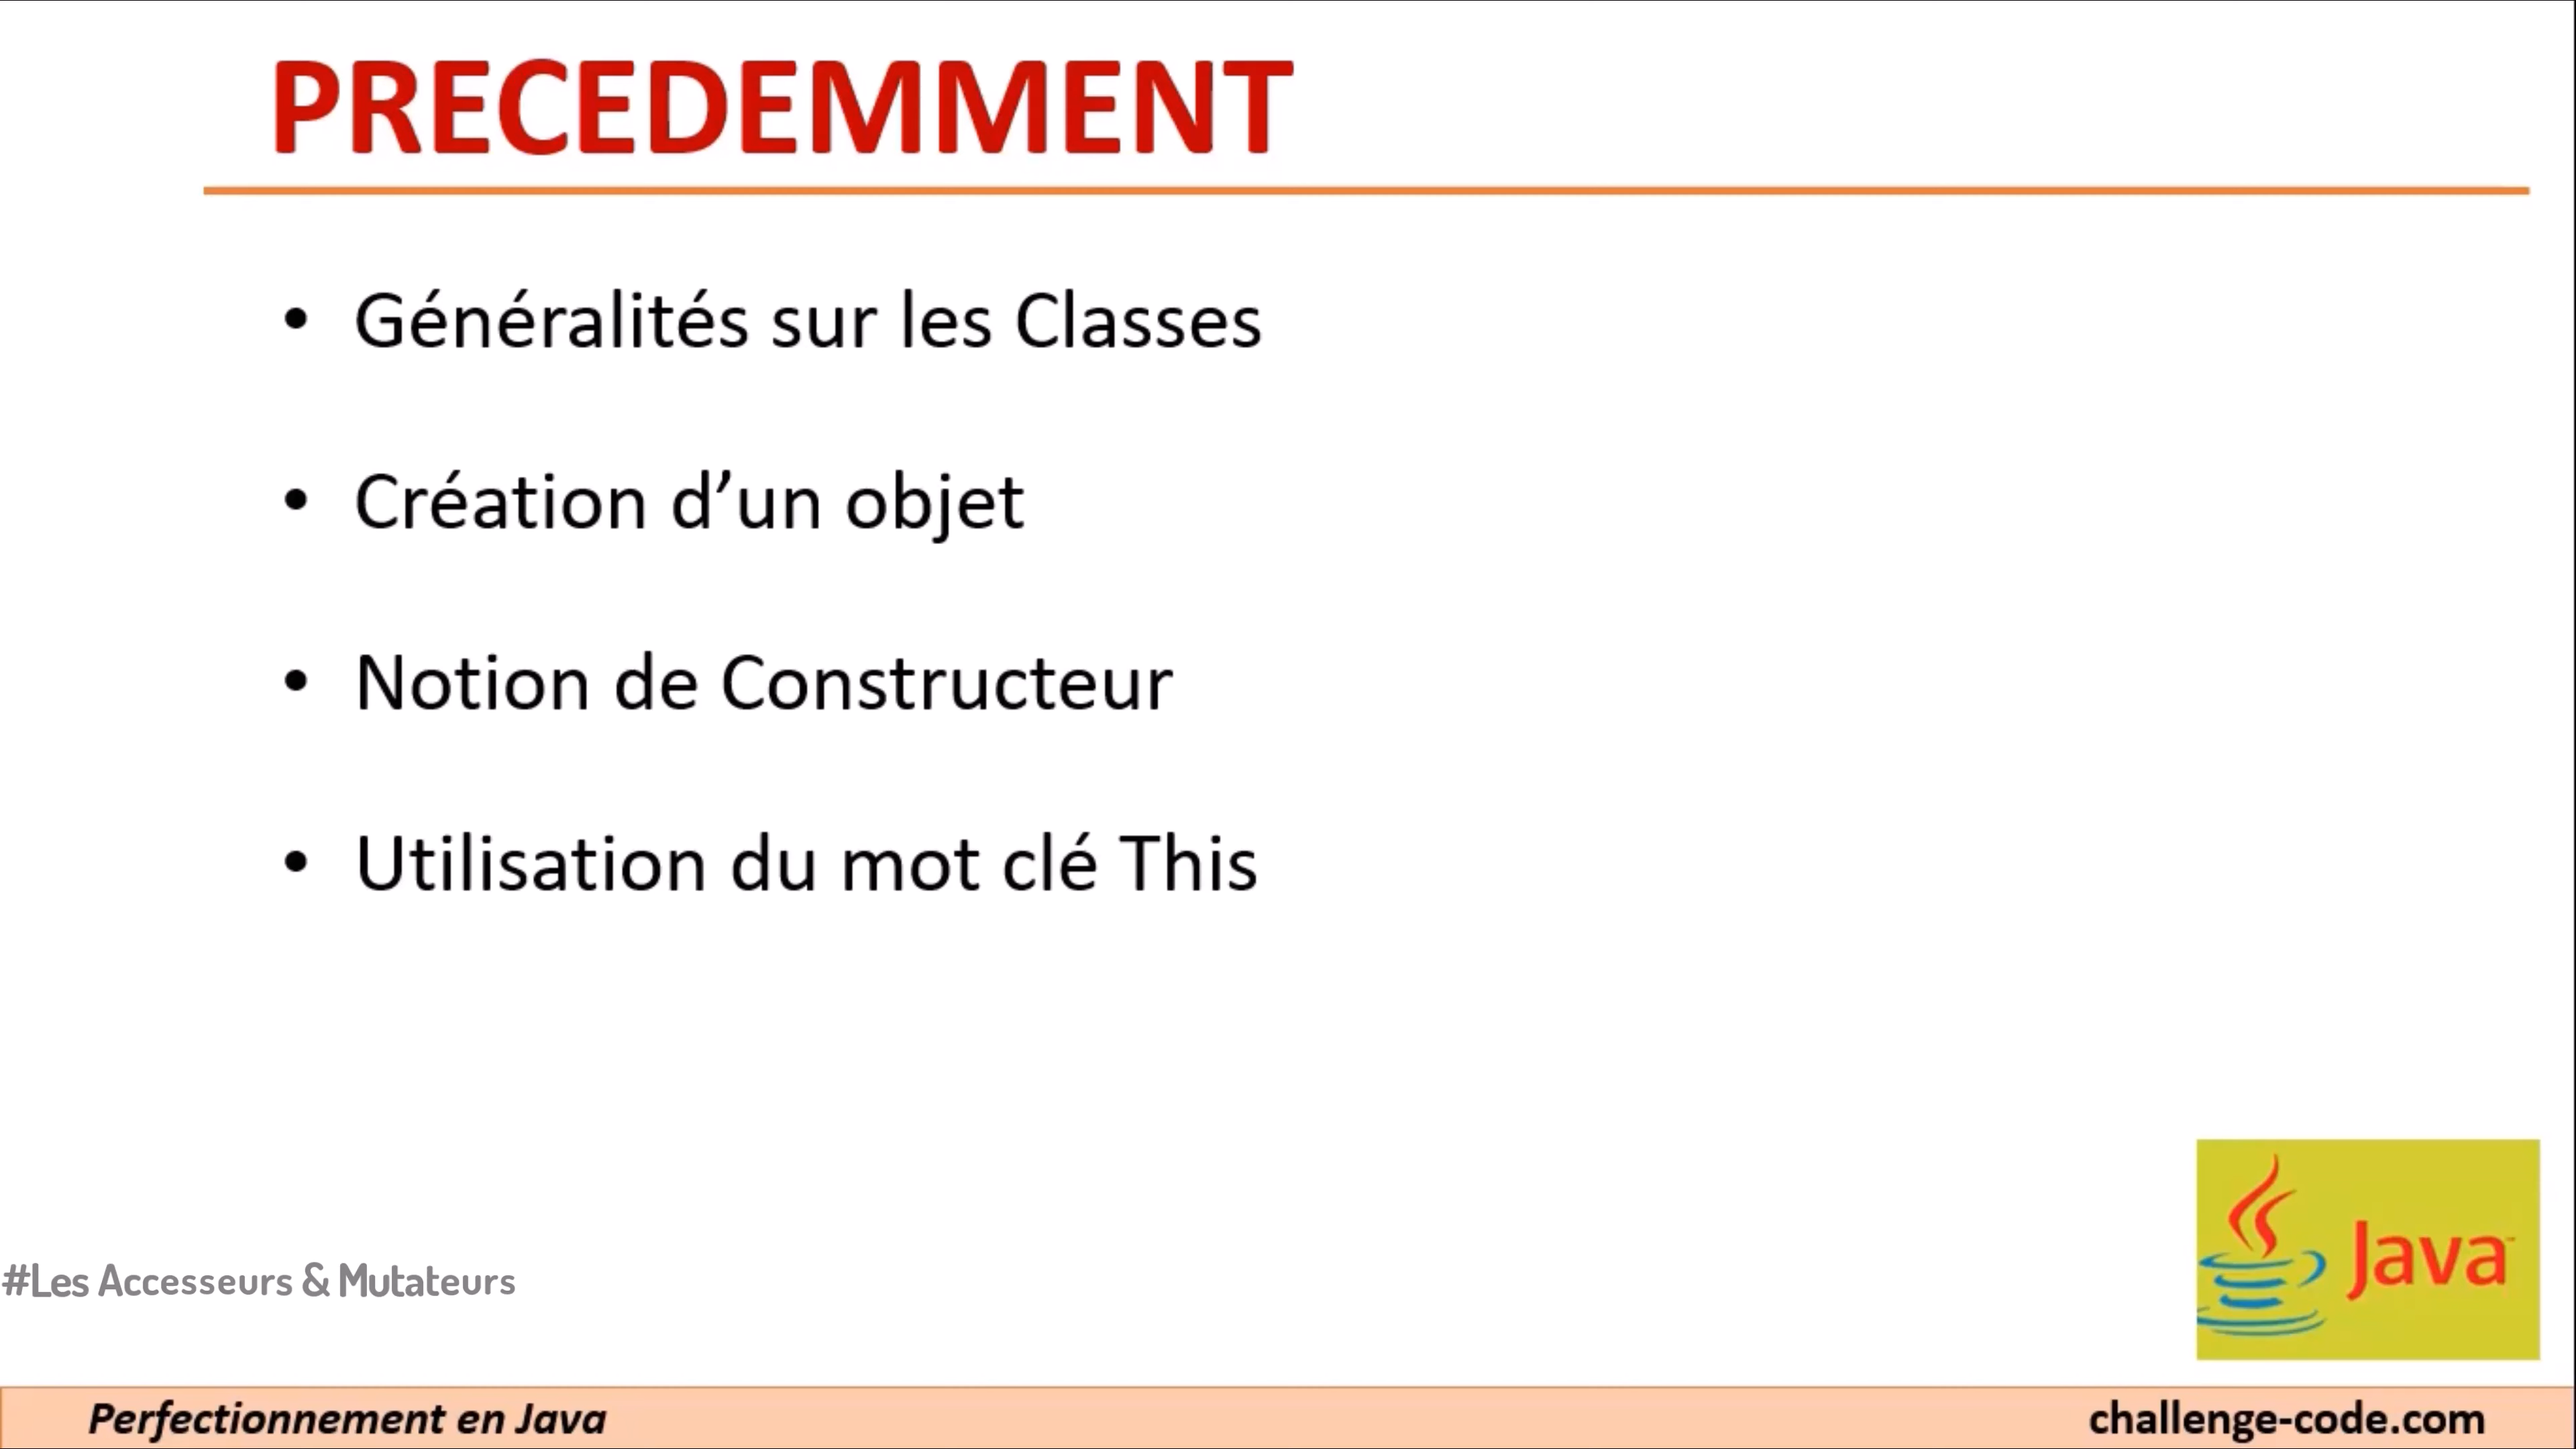 PRECEDEMMENT
• Généralités sur les Classes
• Création d’un objet
• Notion de Constructeur
• Utilisation du mot clé This
Java
#Les Accesseurs & Mutateurs
Perfectionnement en Java
challenge-code.com